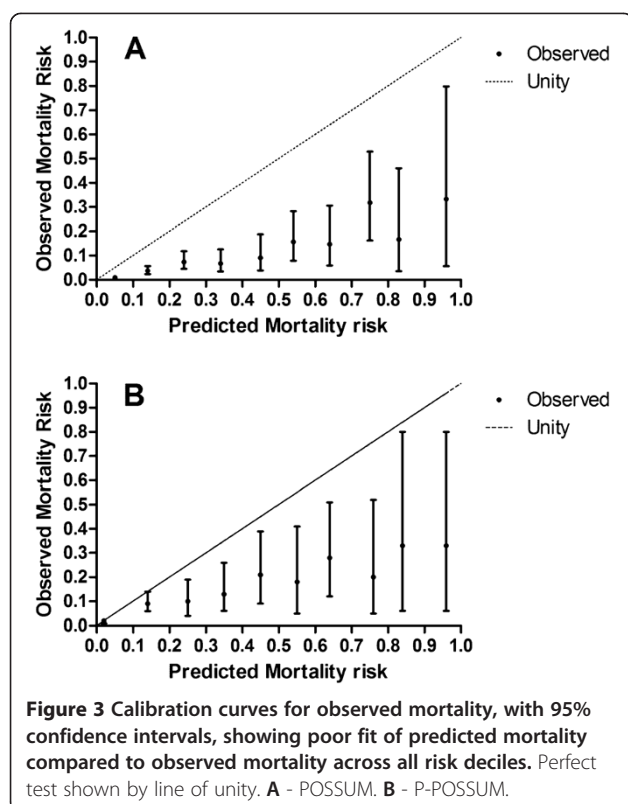 A
Observed
Unity
Observed Mortality Risk
1.0
0.9
0.8
0.7
0.6
0.5
0.4
0.3
0.2
0.1
0.0
0.0 0.1 0.2 0.3 0.4 0.5 0.6 0.7 0.8 0.9 1.0
Predicted Mortality risk
B
Observed
Unity
Observed Mortality Risk
1.0
0.9
0.8
0.7
0.6
0.5
0.4
0.3
0.2
0.1
0.0
0.0 0.1 0.2 0.3 0.4 0.5 0.6 0.7 0.8 0.9 1.0
Predicted Mortality risk
Figure 3 Calibration curves for observed mortality, with 95%
confidence intervals, showing poor fit of predicted mortality
compared to observed mortality across all risk deciles. Perfect
test shown by line of unity. A - POSSUM. B - P-POSSUM.